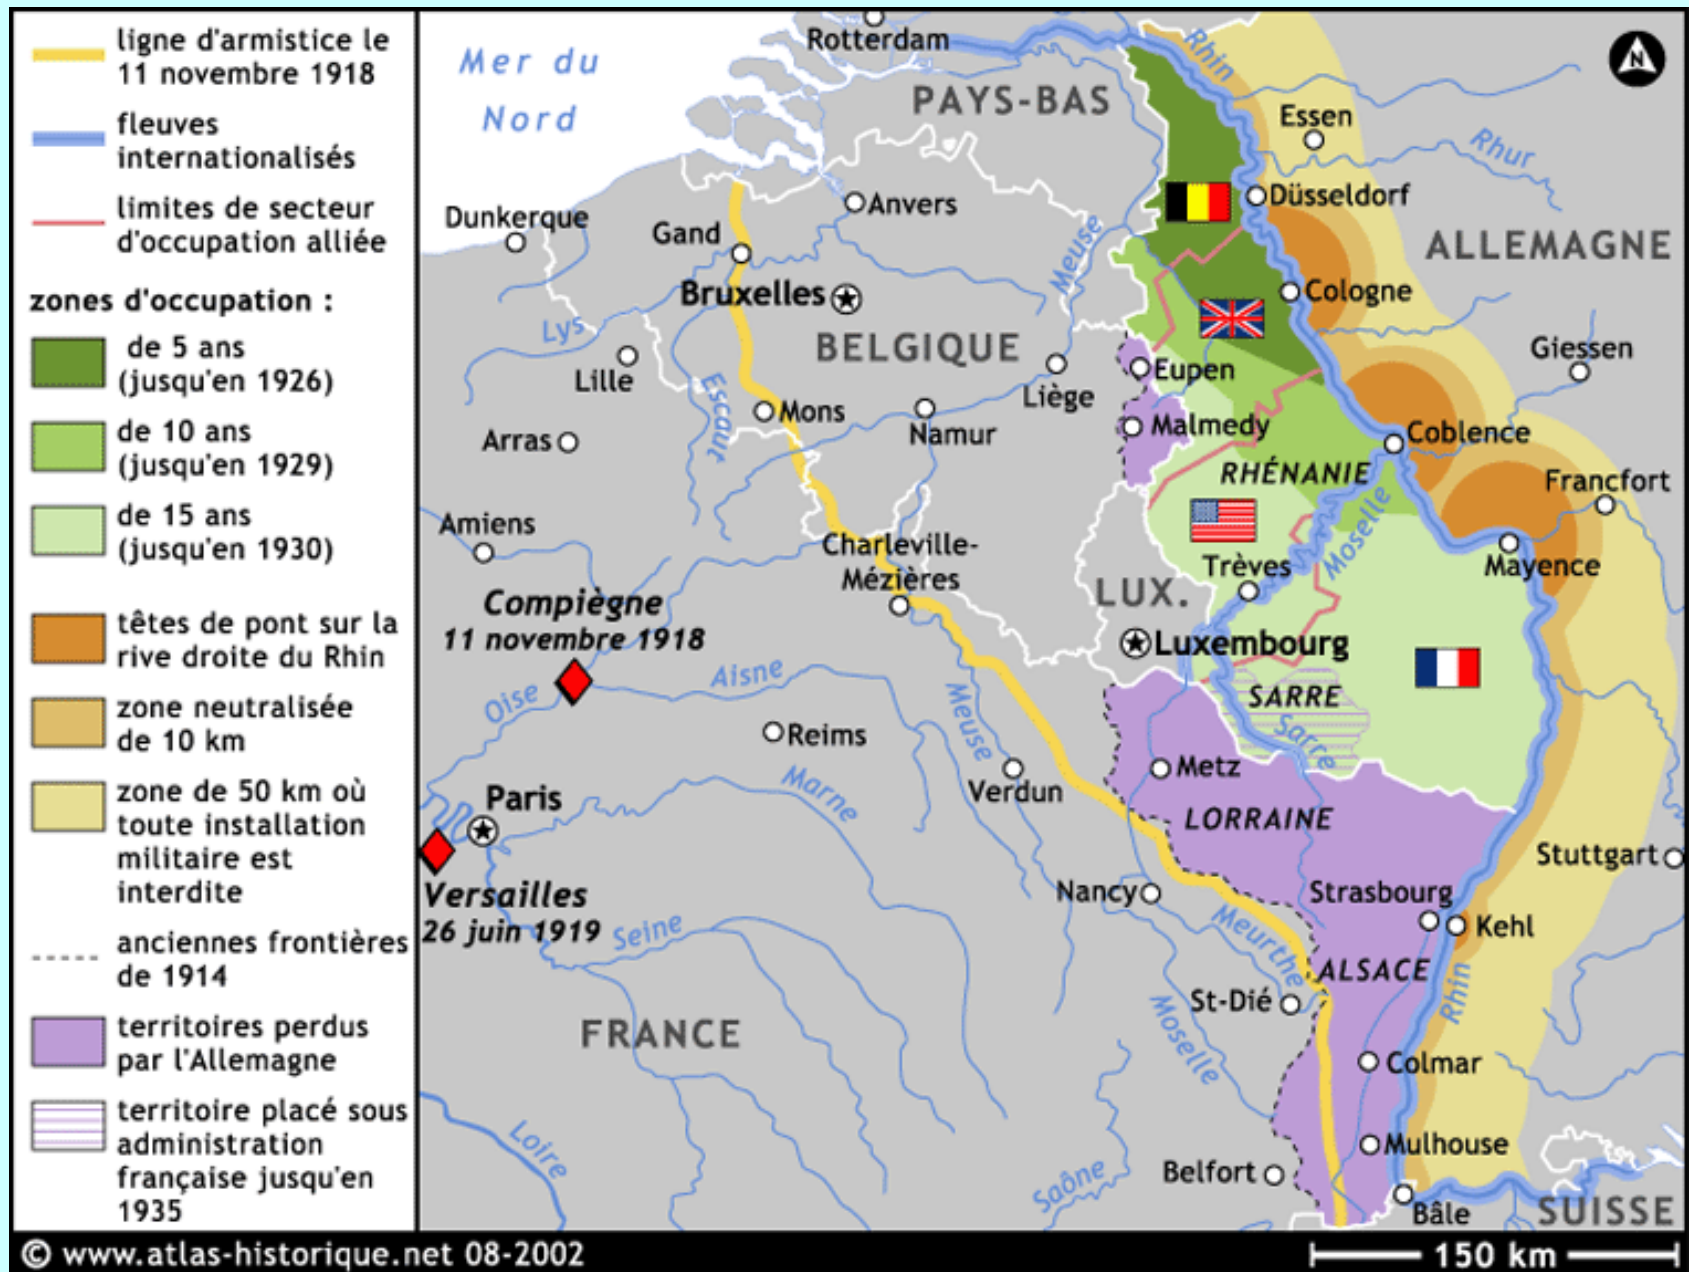 ligne d'armistice le
11 novembre 1918
fleuves
internationalisés
limites de secteur
d'occupation alliée
zones d'occupation :
de 5 ans
(jusqu'en 1926)
de 10 ans
(jusqu'en 1929)
de 15 ans
(jusqu'en 1930)
têtes de pont sur la
rive droite du Rhin
zone neutralisée
de 10 km
zone de 50 km où
toute installation
militaire est
interdite
anciennes frontières
de 1914
territoires perdus
par l'Allemagne
territoire placé sous
administration
française jusqu'en
1935
Mer du
Nord
Rotterdam
PAYS-BAS
Rhin
N
Essen
Rhur
Düsseldorf
ALLEMAGNE
Dunkerque
Gand
Anvers
Meuse
Bruxelles
Cologne
Lys
BELGIQUE
Giessen
Lille
Escaut
Liège
Eupen
Mons
Namur
Malmedy
Coblence
Arras
RHÉNANIE
Francfort
Amiens
Charleville-
Mézières
Trèves
Moselle
Mayence
Compiègne
11 novembre 1918
LUX.
Luxembourg
Oise
Aisne
Meuse
SARRE
Sarre
Reims
Metz
Verdun
Marne
Paris
LORRAINE
Stuttgart
Versailles
26 juin 1919
Nancy
Strasbourg
Kehl
Seine
Meurthe
ALSACE
Rhin
St-Dié
FRANCE
Moselle
Colmar
Loire
Mulhouse
Belfort
Saône
Bâle
SUISSE
© www.atlas-historique.net 08-2002
150 km